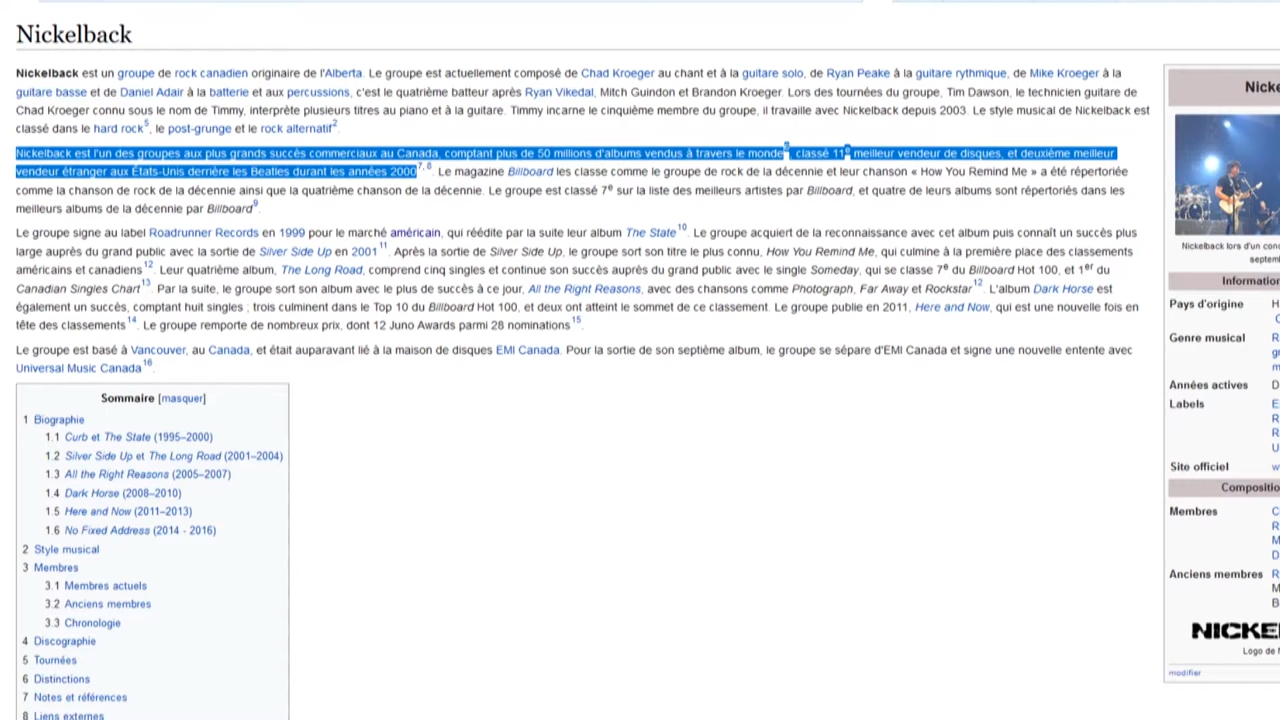 Nickelback
Nickelback est un groupe de rock canadien originaire de l'Alberta. Le groupe est actuellement composé de Chad Kroeger au chant et à la guitare solo, de Ryan Peake à la guitare rythmique, de Mike Kroeger à la
guitare basse et de Daniel Adair à la batterie et aux percussions, c'est le quatrième batteur après Ryan Vikedal, Mitch Guindon et Brandon Kroeger. Lors des tournées du groupe, Tim Dawson, le technicien guitare de
Chad Kroeger connu sous le nom de Timmy, interprète plusieurs titres au piano et à la guitare. Timmy incarne le cinquième membre du groupe, il travaille avec Nickelback depuis 2003. Le style musical de Nickelback est
classé dans le hard rock5, le post-grunge et le rock alternatif2.
Nickelback est l'un des groupes aux plus grands succès commerciaux au Canada, comptant plus de 50 millions d'albums vendus à travers le monde classé 11e meilleur vendeur de disques, et deuxième meilleur
vendeur étranger aux États-Unis derrière les Beatles durant les années 2000 7, 8. Le magazine Billboard les classe comme le groupe de rock de la décennie et leur chanson « How You Remind Me » a été répertoriée
comme la chanson de rock de la décennie ainsi que la quatrième chanson de la décennie. Le groupe est classé 7e sur la liste des meilleurs artistes par Billboard, et quatre de leurs albums sont répertoriés dans les
meilleurs albums de la décennie par Billboard9.
Le groupe signe au label Roadrunner Records en 1999 pour le marché américain, qui réédite par la suite leur album The State10. Le groupe acquiert de la reconnaissance avec cet album puis connaît un succès plus
large auprès du grand public avec la sortie de Silver Side Up en 2001 11. Après la sortie de Silver Side Up, le groupe sort son titre le plus connu, How You Remind Me, qui culmine à la première place des classements
américains et canadiens12. Leur quatrième album, The Long Road, comprend cinq singles et continue son succès auprès du grand public avec le single Someday, qui se classe 7e du Billboard Hot 100, et 1er du
Canadian Singles Chart13. Par la suite, le groupe sort son album avec le plus de succès à ce jour, All the Right Reasons, avec des chansons comme Photograph, Far Away et Rockstar12. L'album Dark Horse est
également un succès, comptant huit singles ; trois culminent dans le Top 10 du Billboard Hot 100, et deux ont atteint le sommet de ce classement. Le groupe publie en 2011, Here and Now, qui est une nouvelle fois en
tête des classements14. Le groupe remporte de nombreux prix, dont 12 Juno Awards parmi 28 nominations15.
Le groupe est basé à Vancouver, au Canada, et était auparavant lié à la maison de disques EMI Canada. Pour la sortie de son septième album, le groupe se sépare d'EMI Canada et signe une nouvelle entente avec
Universal Music Canada16.
Sommaire [masquer]
1 Biographie
1.1 Curb et The State (1995–2000)
1.2 Silver Side Up et The Long Road (2001–2004)
1.3 All the Right Reasons (2005–2007)
1.4 Dark Horse (2008–2010)
1.5 Here and Now (2011–2013)
1.6 No Fixed Address (2014 - 2016)
2 Style musical
3 Membres
3.1 Membres actuels
3.2 Anciens membres
3.3 Chronologie
4 Discographie
5 Tournées
6 Distinctions
7 Notes et références
8 Liens externes
Nicke
Nickelback lors d'un con
septem
Information
Pays d'origine
Genre musical
Années actives
Labels
Site officiel
Compositio
Membres
Anciens membres
NICKE
Logo de
modifier